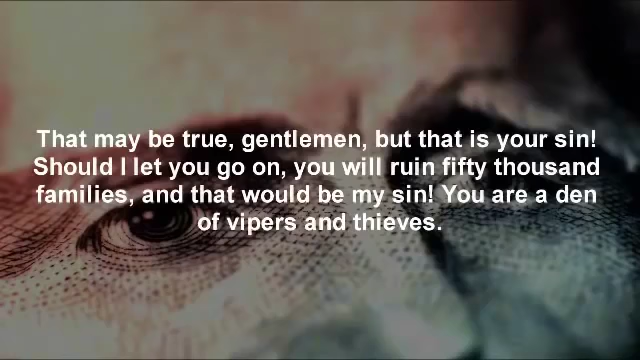 That may be true, gentlemen, but that is your sin!
Should I let you go on, you will ruin fifty thousand
families, and that would be my sin! You are a den
of vipers and thieves.